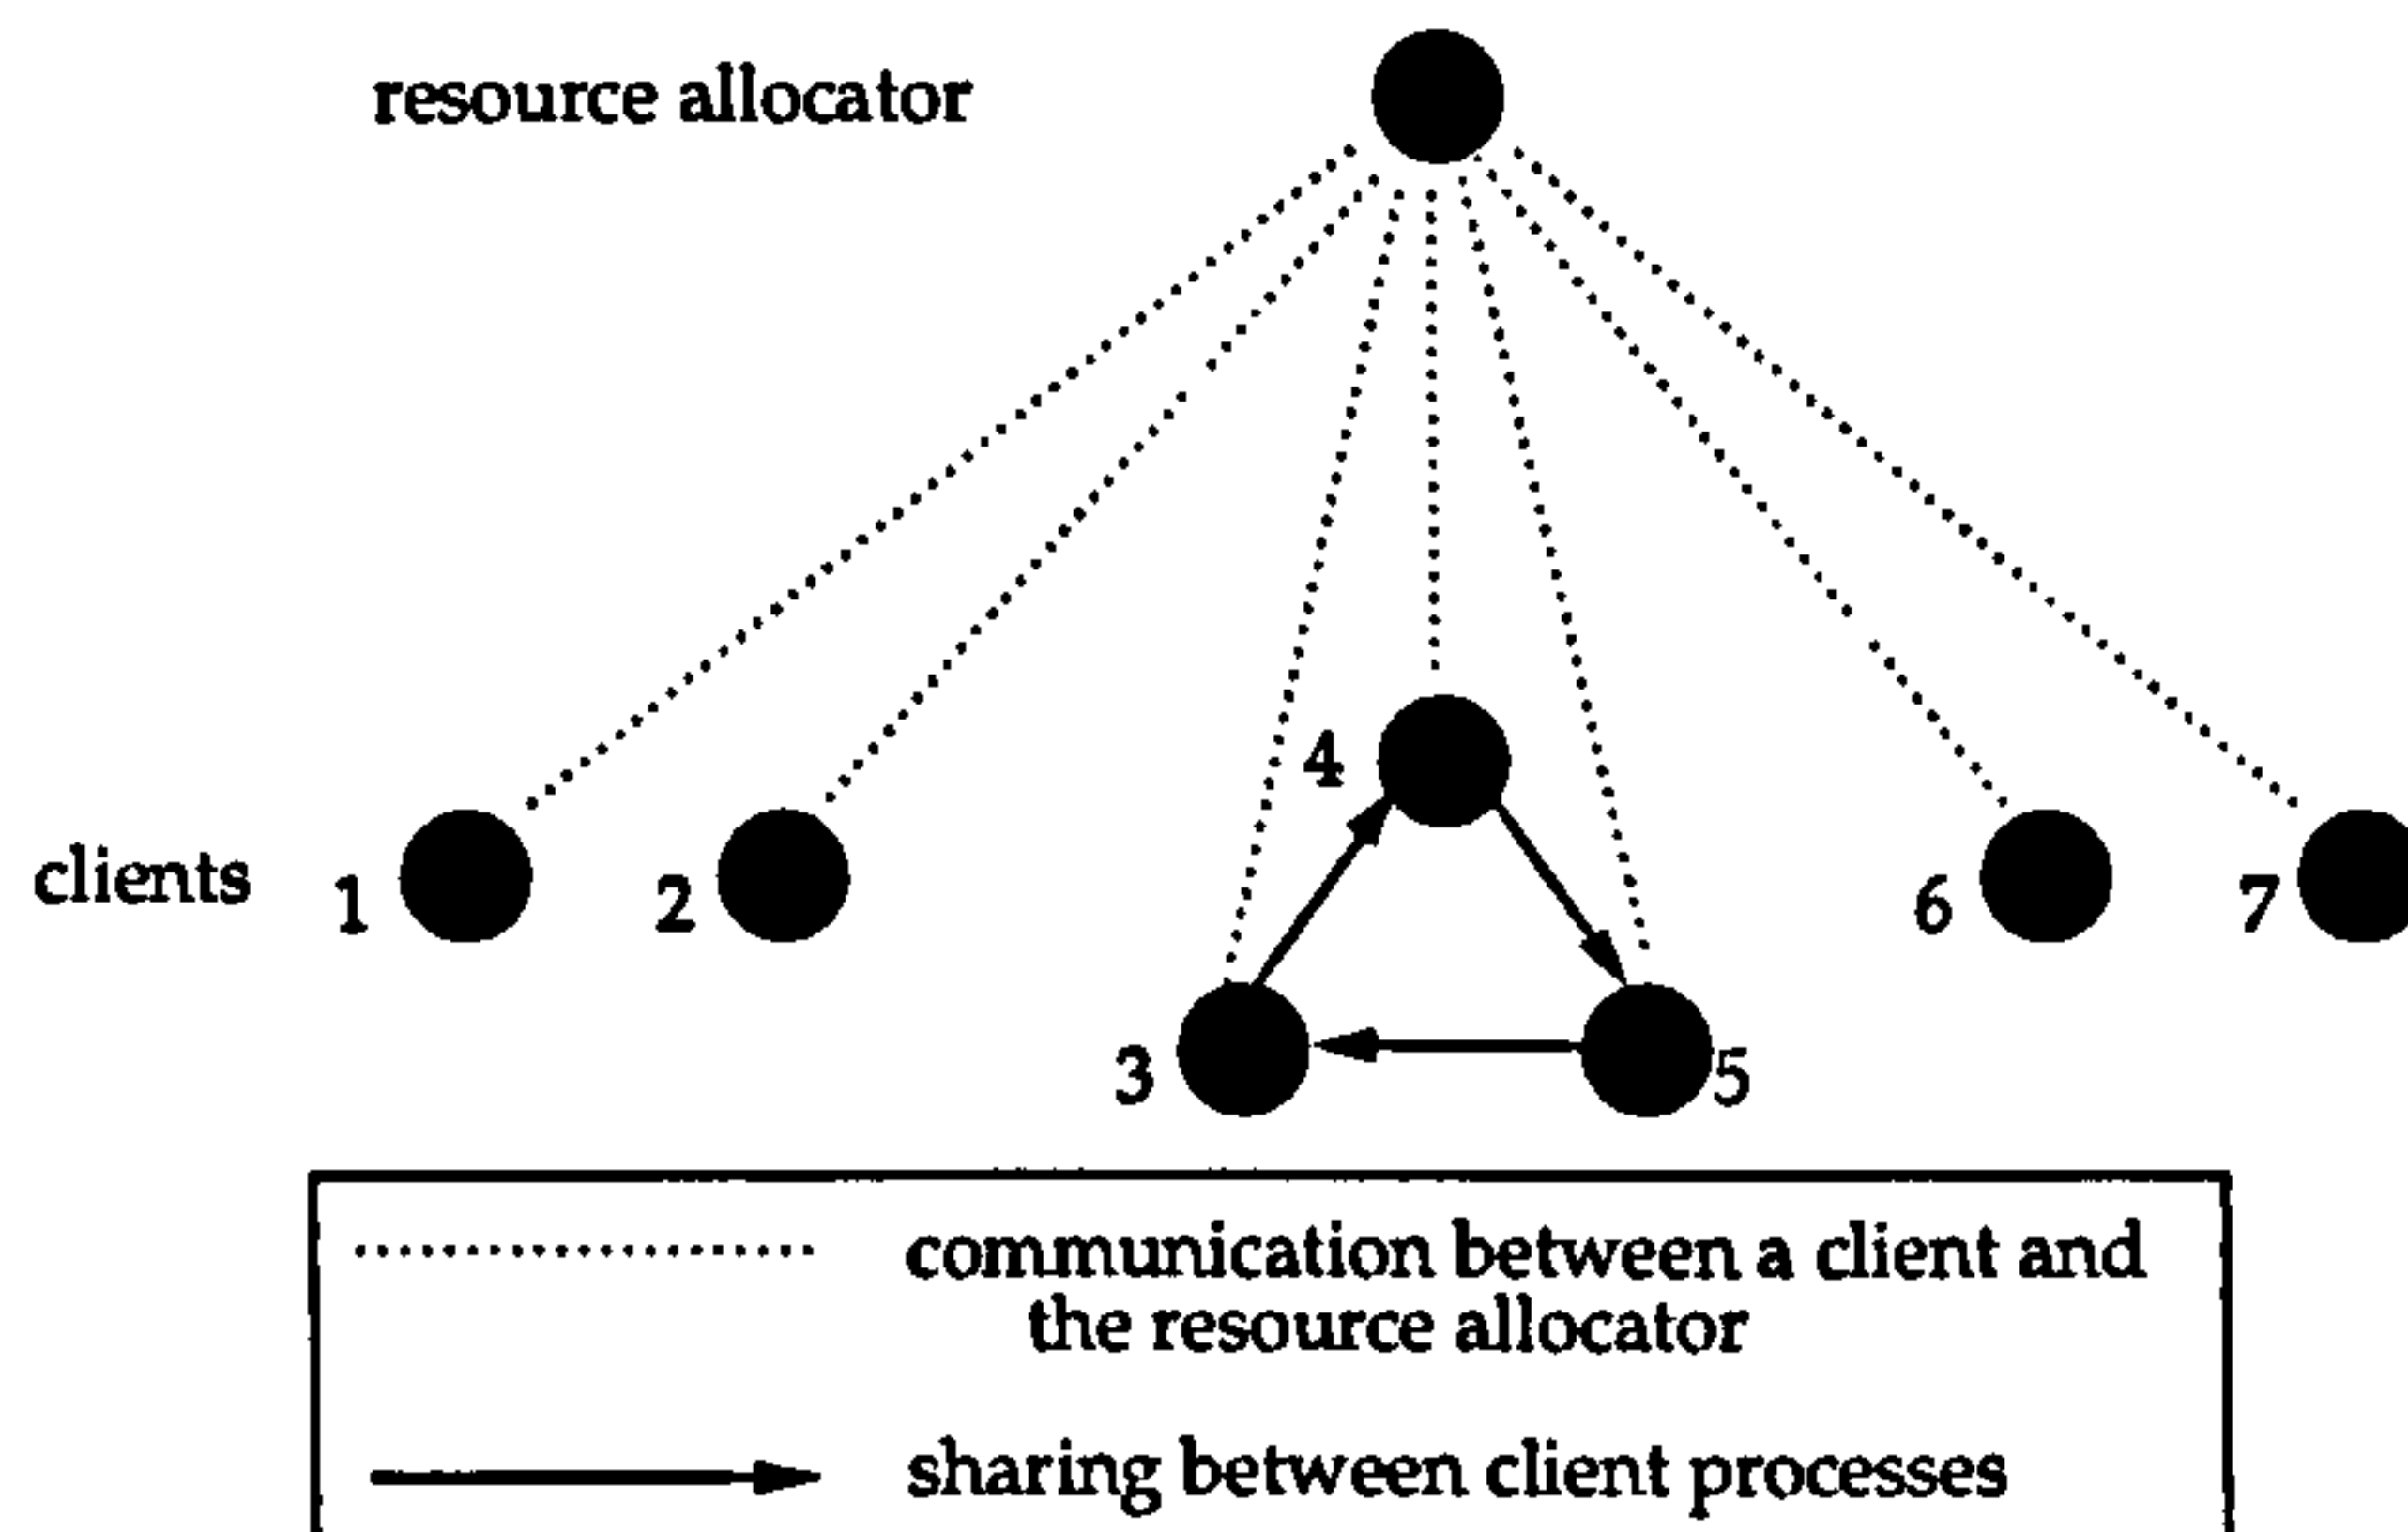 resource allocator
4
clients 1 2 6 7
3 5
communication between a client and
the resource allocator
sharing between client processes